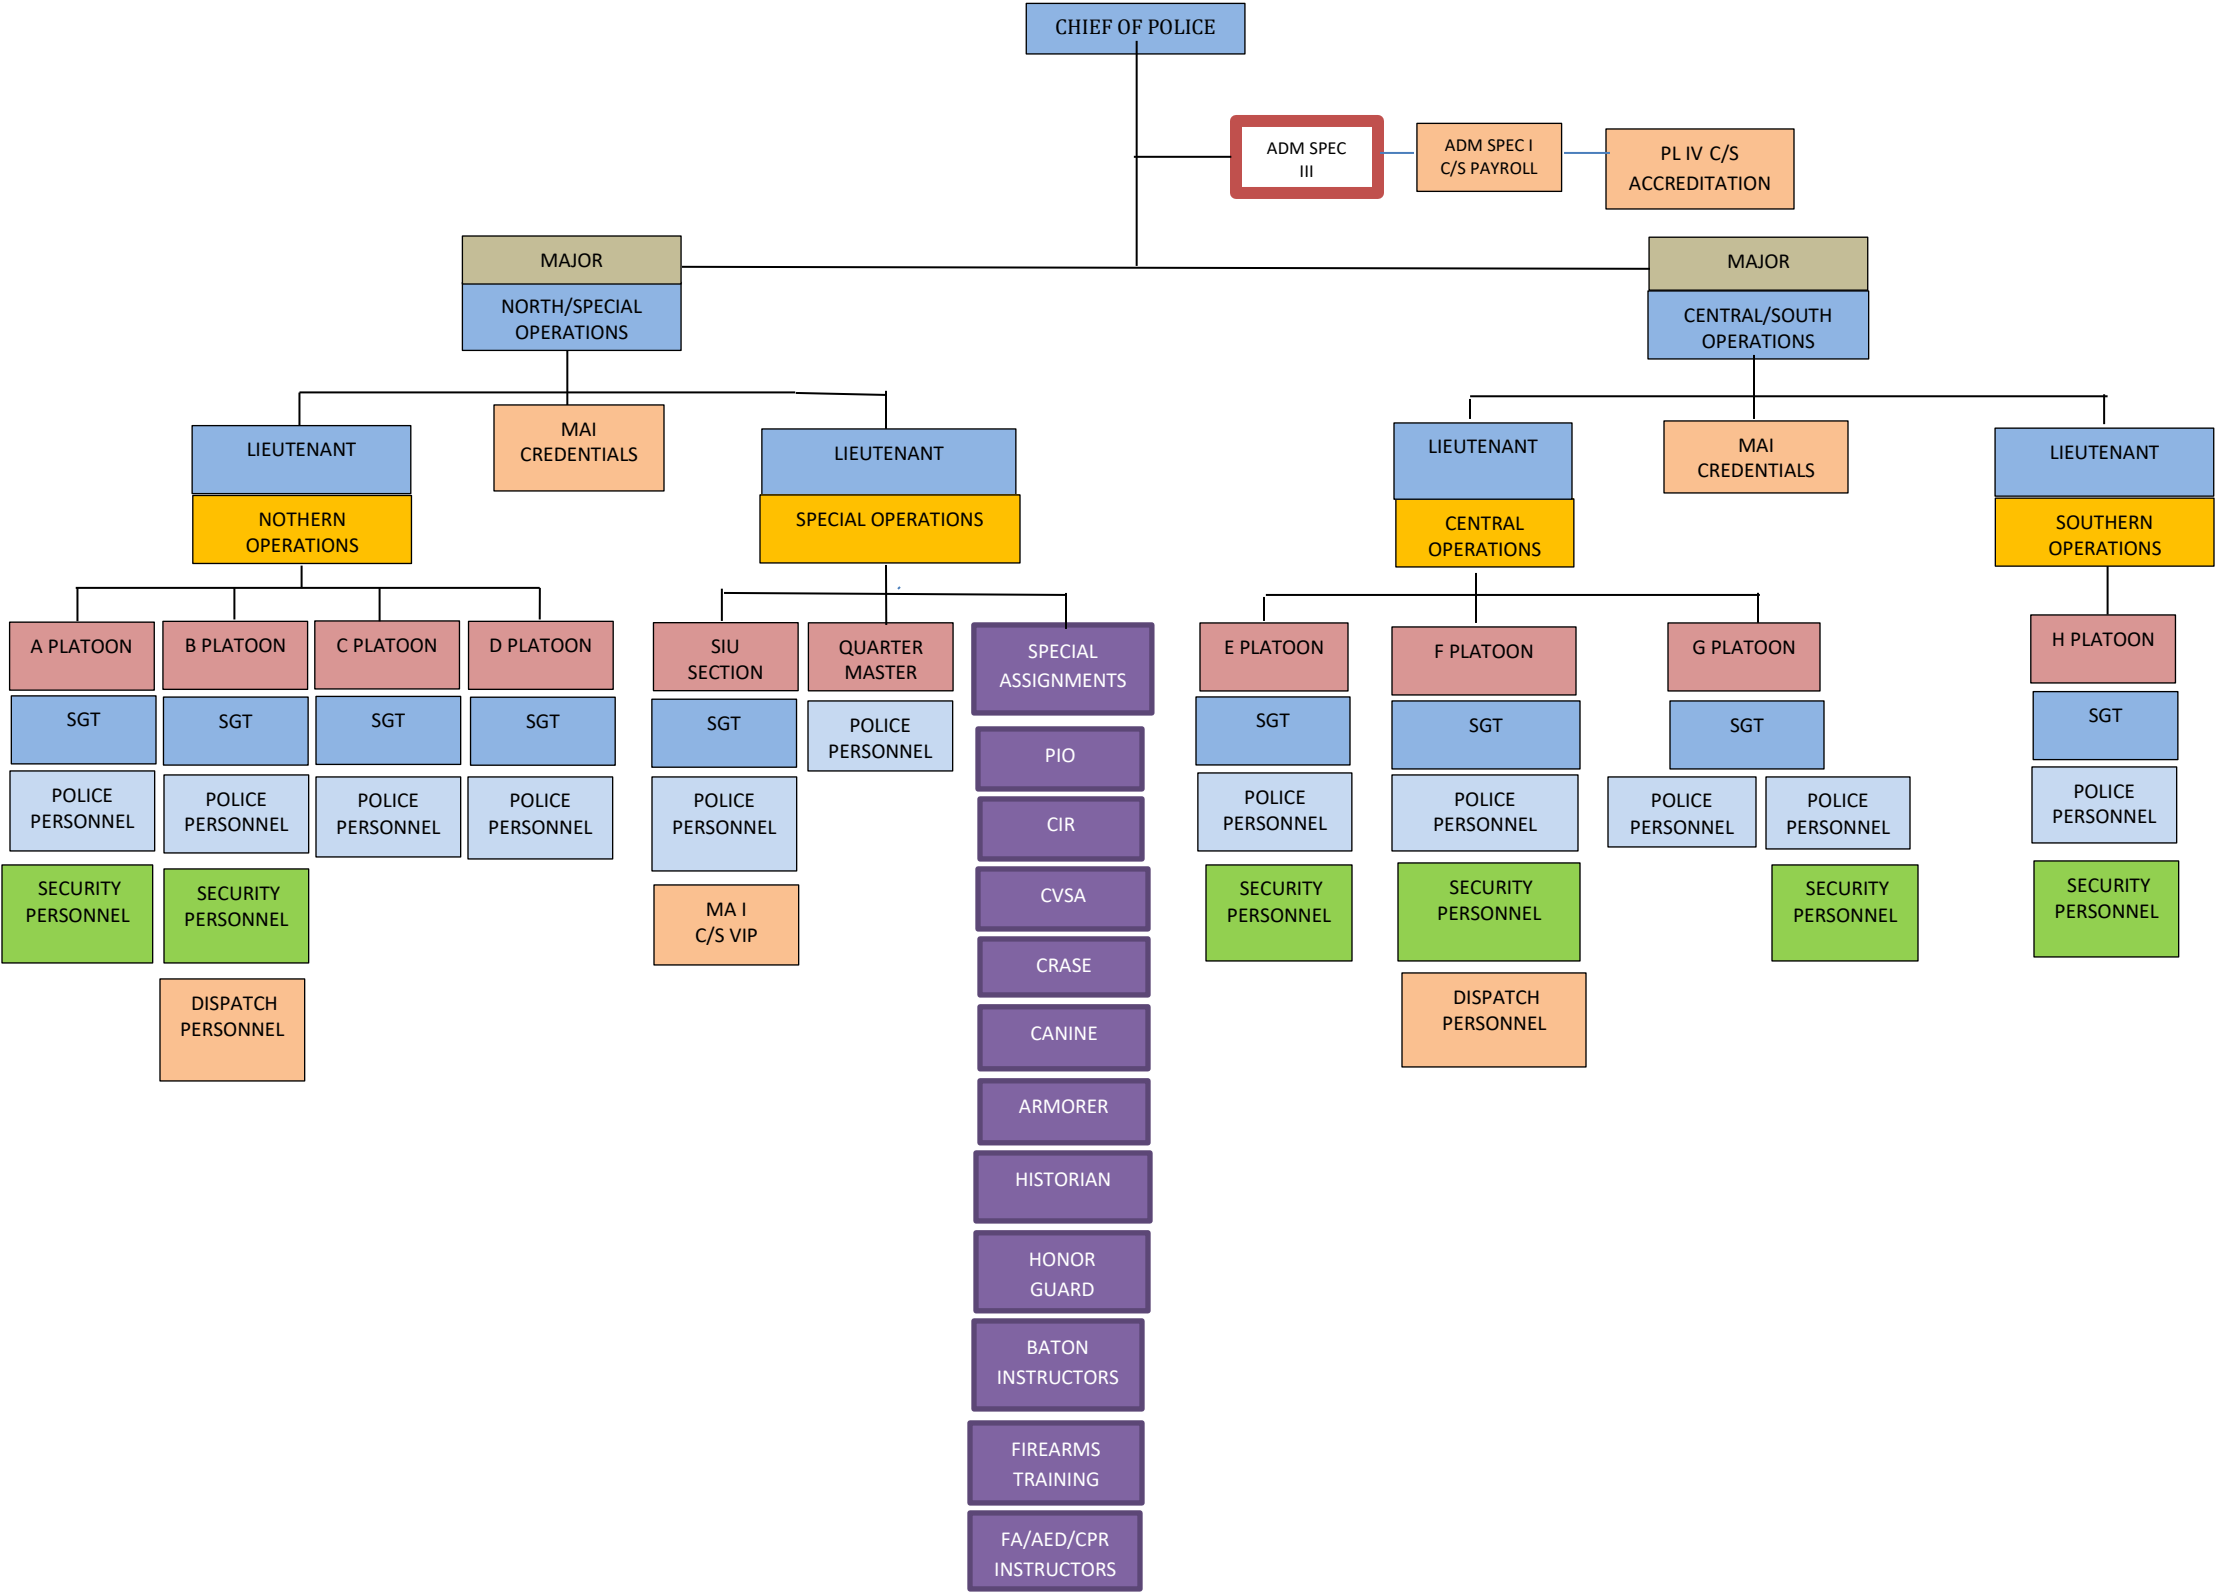 CHIEF OF POLICE
ADM SPEC
III
ADM SPEC I
C/S PAYROLL
PL IV C/S
ACCREDITATION
MAJOR
NORTH/SPECIAL
OPERATIONS
MAJOR
CENTRAL/SOUTH
OPERATIONS
LIEUTENANT
NOTHERN
OPERATIONS
MAI
CREDENTIALS
LIEUTENANT
SPECIAL OPERATIONS
LIEUTENANT
CENTRAL
OPERATIONS
MAI
CREDENTIALS
LIEUTENANT
SOUTHERN
OPERATIONS
A PLATOON
SGT
POLICE
PERSONNEL
SECURITY
PERSONNEL
B PLATOON
SGT
POLICE
PERSONNEL
SECURITY
PERSONNEL
DISPATCH
PERSONNEL
C PLATOON
SGT
POLICE
PERSONNEL
D PLATOON
SGT
POLICE
PERSONNEL
SIU
SECTION
SGT
POLICE
PERSONNEL
MA I
C/S VIP
QUARTER
MASTER
POLICE
PERSONNEL
SPECIAL
ASSIGNMENTS
PIO
CIR
CVSA
CRASE
CANINE
ARMORER
HISTORIAN
HONOR
GUARD
BATON
INSTRUCTORS
FIREARMS
TRAINING
FA/AED/CPR
INSTRUCTORS
E PLATOON
SGT
POLICE
PERSONNEL
SECURITY
PERSONNEL
F PLATOON
SGT
POLICE
PERSONNEL
SECURITY
PERSONNEL
DISPATCH
PERSONNEL
G PLATOON
SGT
POLICE
PERSONNEL
POLICE
PERSONNEL
SECURITY
PERSONNEL
H PLATOON
SGT
POLICE
PERSONNEL
SECURITY
PERSONNEL